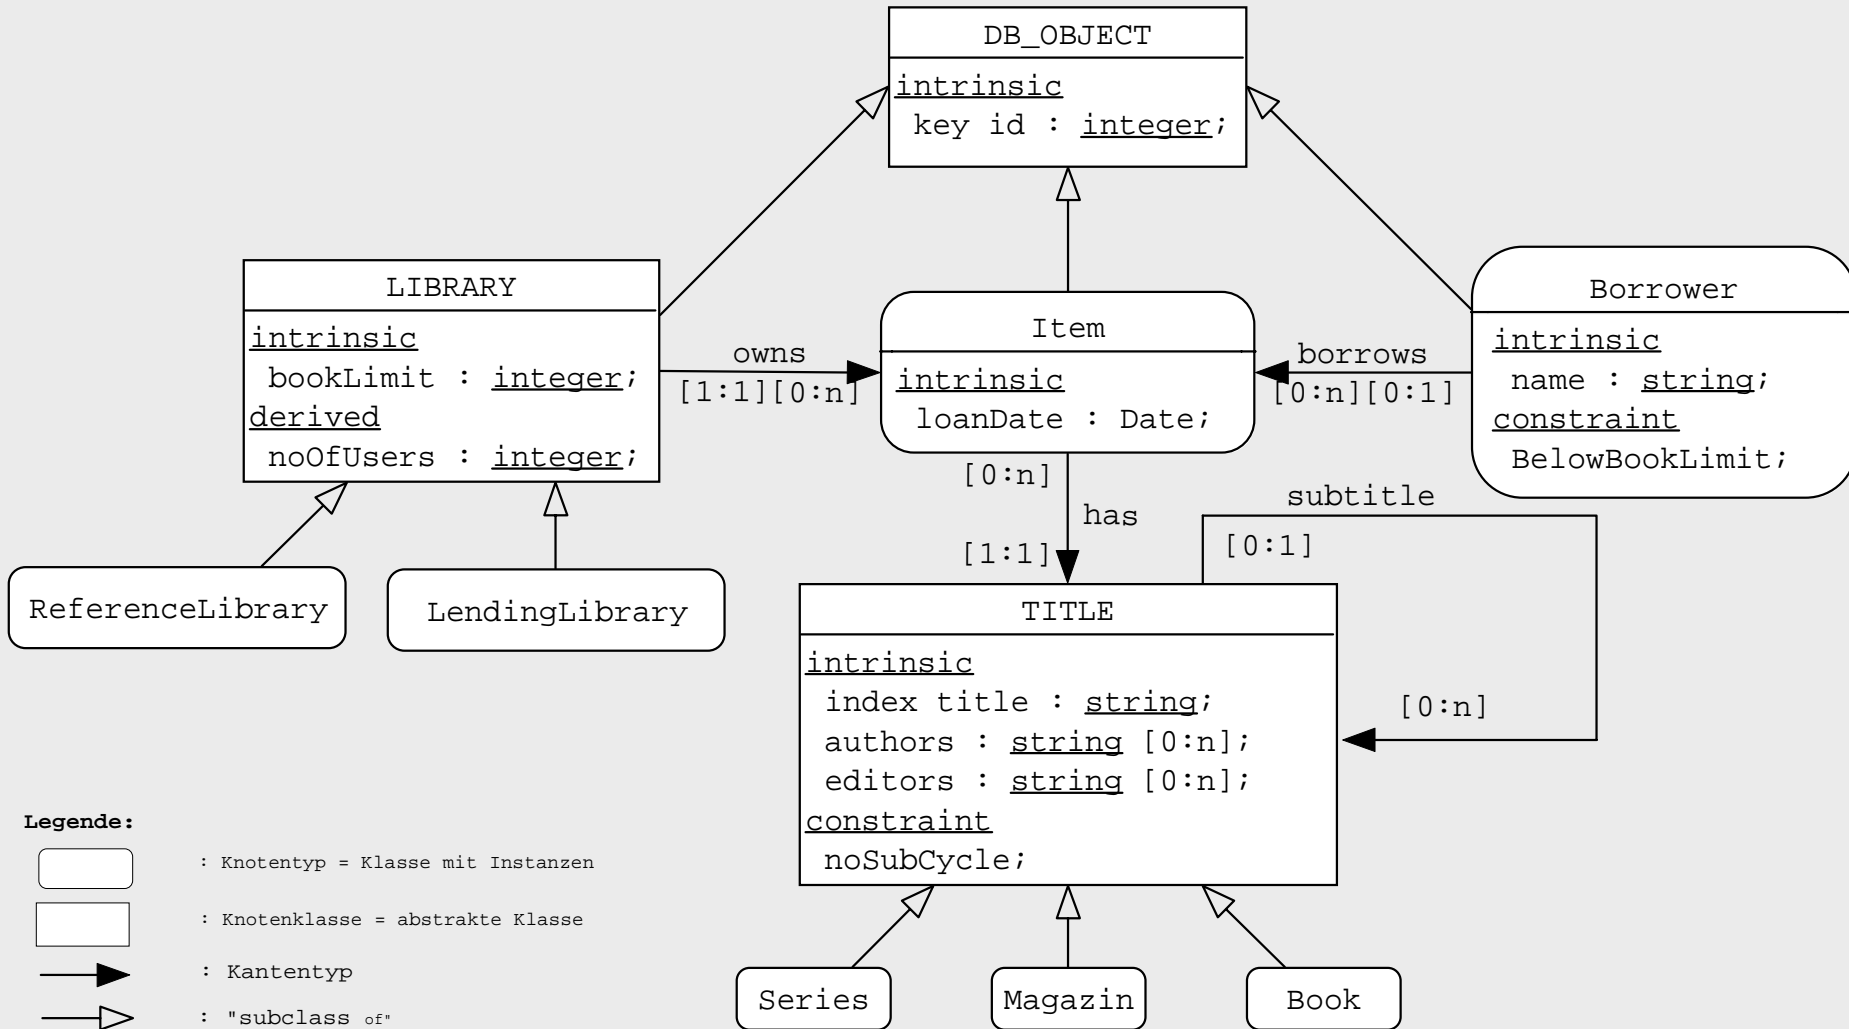 DB_OBJECT
intrinsic
key id : integer;
LIBRARY
intrinsic
bookLimit : integer;
derived
noOfUsers : integer;
owns
[1:1][0:n]
Item
intrinsic
loanDate : Date;
borrows
[0:n][0:1]
Borrower
intrinsic
name : string;
constraint
BelowBookLimit;
[0:n]
has
[1:1]
subtitle
[0:1]
[0:n]
ReferenceLibrary
LendingLibrary
TITLE
intrinsic
index title : string;
authors : string [0:n];
editors : string [0:n];
constraint
noSubCycle;
Series
Magazin
Book
Legende:
: Knotentyp = Klasse mit Instanzen
: Knotenklasse = abstrakte Klasse
: Kantentyp
: "subclass of"